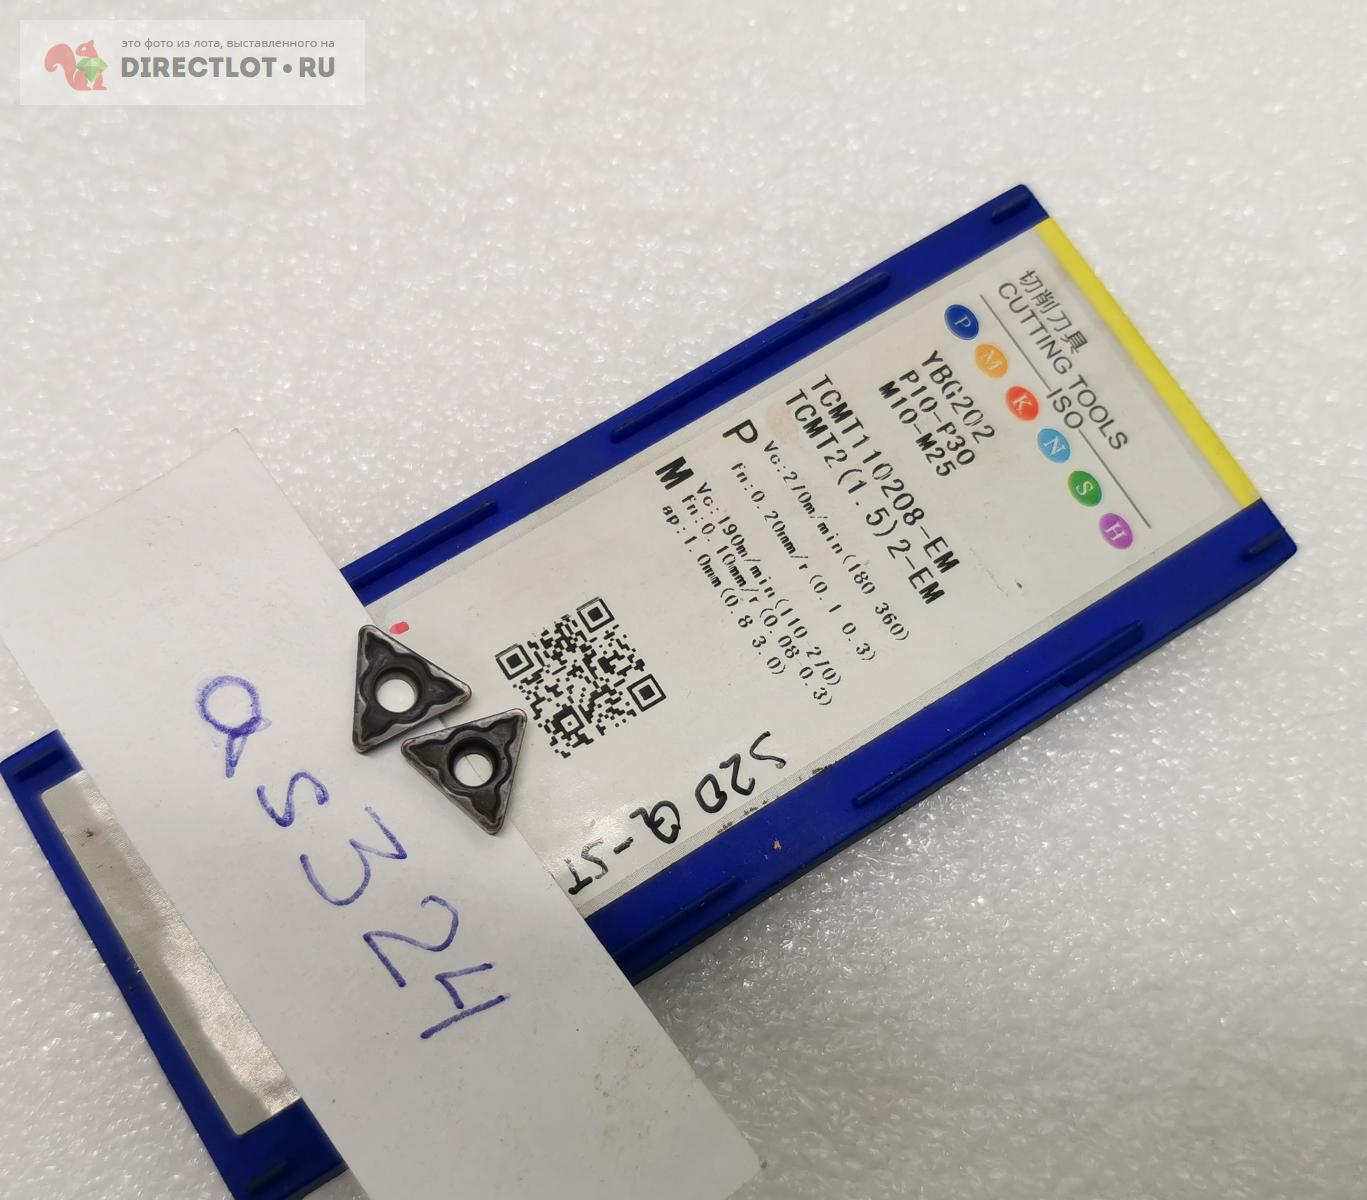 это фото из лота, выставленного на
DIRECTLOT.RU
切削刀具
CUTTING TOOLS
ISO
P M K N S H
YBG202
P10-P30
M10-M25
TCMT110208-EM
TCMT2(1.5)2-EM
P Vc:270m/min(180 360)
fn:0.20mm/r(0.1 0.3)
M Vc:190m/min(110 270)
fn:0.10mm/r(0.08 0.3)
ap:1.0mm(0.8 3.0)
S20Q-ST
S324